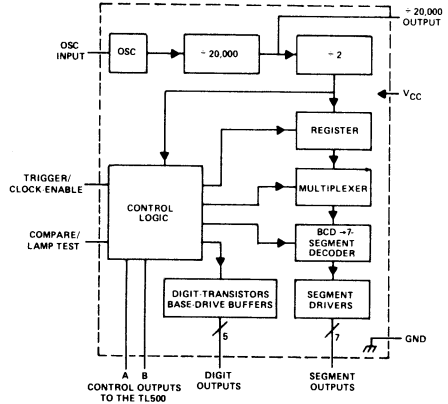 ÷ 20,000
OUTPUT
OSC
INPUT
OSC
÷ 20,000
÷ 2
VCC
REGISTER
TRIGGER/
CLOCK-ENABLE
MULTIPLEXER
CONTROL
LOGIC
COMPARE/
LAMP TEST
BCD →7-
SEGMENT
DECODER
DIGIT-TRANSISTORS
BASE-DRIVE BUFFERS
SEGMENT
DRIVERS
5
7
GND
A B
CONTROL OUTPUTS
TO THE TL500
DIGIT
OUTPUTS
SEGMENT
OUTPUTS